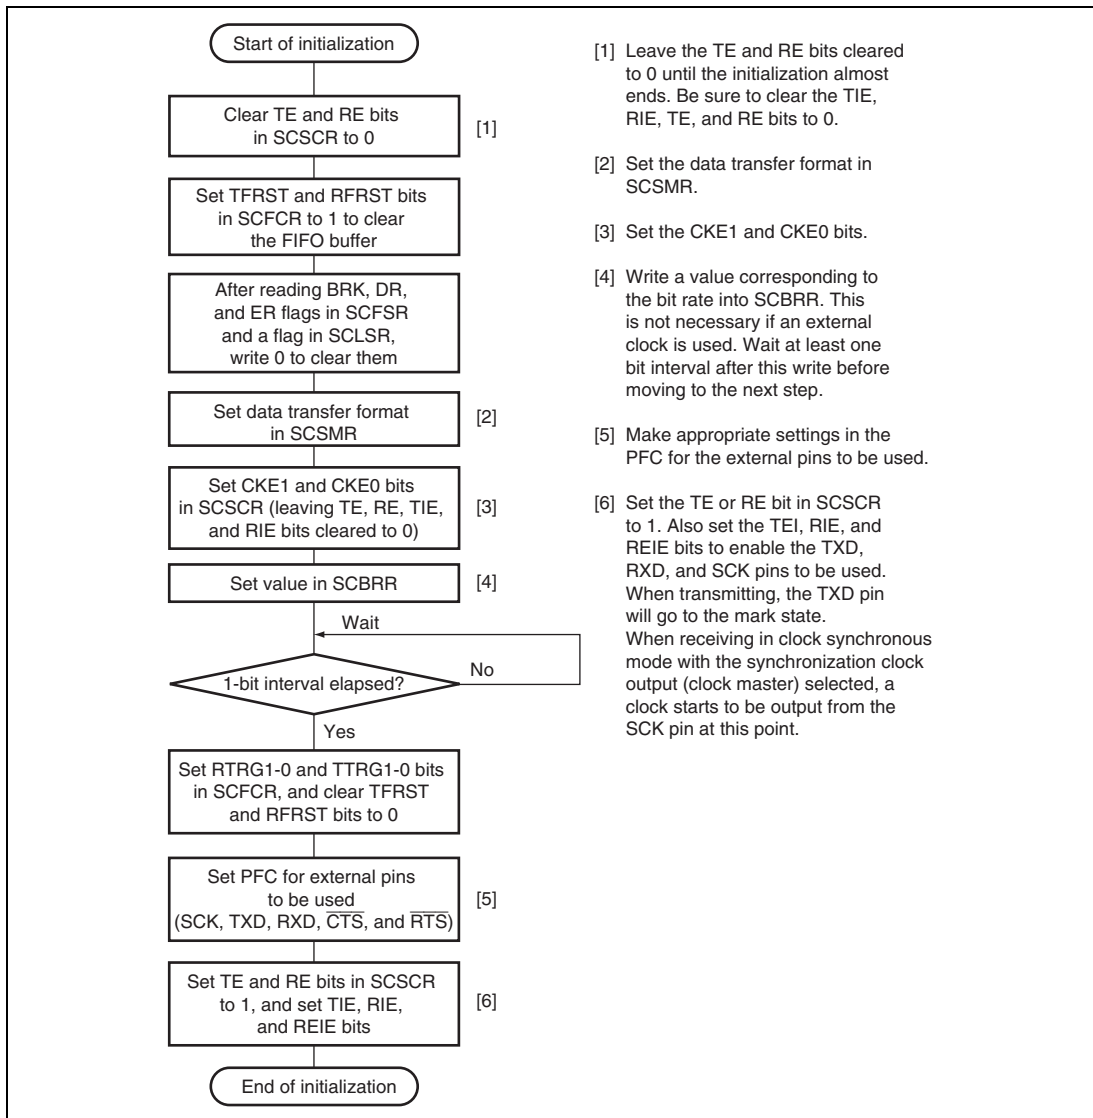 Start of initialization
Clear TE and RE bits
in SCSCR to 0
[1]
Set TFRST and RFRST bits
in SCFCR to 1 to clear
the FIFO buffer
After reading BRK, DR,
and ER flags in SCFSR
and a flag in SCLSR,
write 0 to clear them
Set data transfer format
in SCSMR
[2]
Set CKE1 and CKE0 bits
in SCSCR (leaving TE, RE, TIE,
and RIE bits cleared to 0)
[3]
Set value in SCBRR
[4]
Wait
1-bit interval elapsed?
No
Yes
Set RTRG1-0 and TTRG1-0 bits
in SCFCR, and clear TFRST
and RFRST bits to 0
Set PFC for external pins
to be used
(SCK, TXD, RXD, CTS, and RTS)
[5]
Set TE and RE bits in SCSCR
to 1, and set TIE, RIE,
and REIE bits
[6]
End of initialization
[1] Leave the TE and RE bits cleared
to 0 until the initialization almost
ends. Be sure to clear the TIE,
RIE, TE, and RE bits to 0.
[2] Set the data transfer format in
SCSMR.
[3] Set the CKE1 and CKE0 bits.
[4] Write a value corresponding to
the bit rate into SCBRR. This
is not necessary if an external
clock is used. Wait at least one
bit interval after this write before
moving to the next step.
[5] Make appropriate settings in the
PFC for the external pins to be used.
[6] Set the TE or RE bit in SCSCR
to 1. Also set the TEI, RIE, and
REIE bits to enable the TXD,
RXD, and SCK pins to be used.
When transmitting, the TXD pin
will go to the mark state.
When receiving in clock synchronous
mode with the synchronization clock
output (clock master) selected, a
clock starts to be output from the
SCK pin at this point.